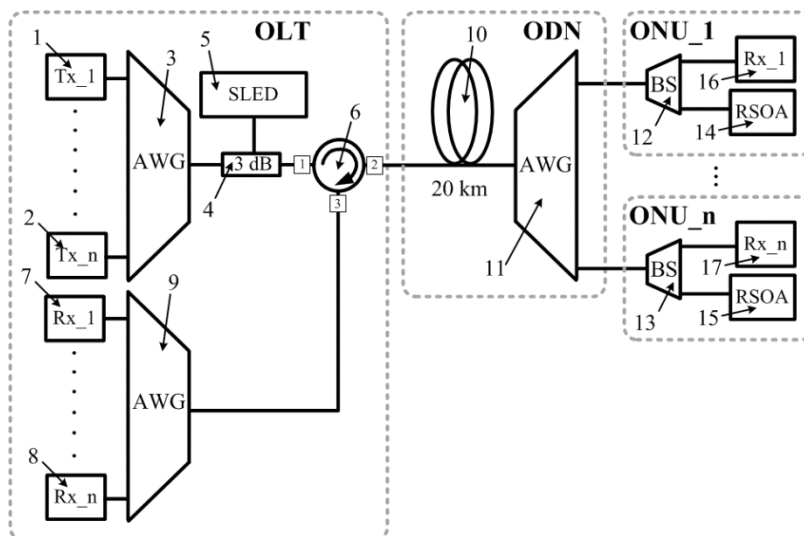 OLT
ODN
ONU_1
1
Tx_1
3
5
SLED
AWG
2
Tx_n
3 dB
4
1
6
2
3
10
20 km
AWG
11
BS
12
Rx_1
16
RSOA
14
ONU_n
BS
13
Rx_n
17
RSOA
15
7
Rx_1
9
AWG
8
Rx_n